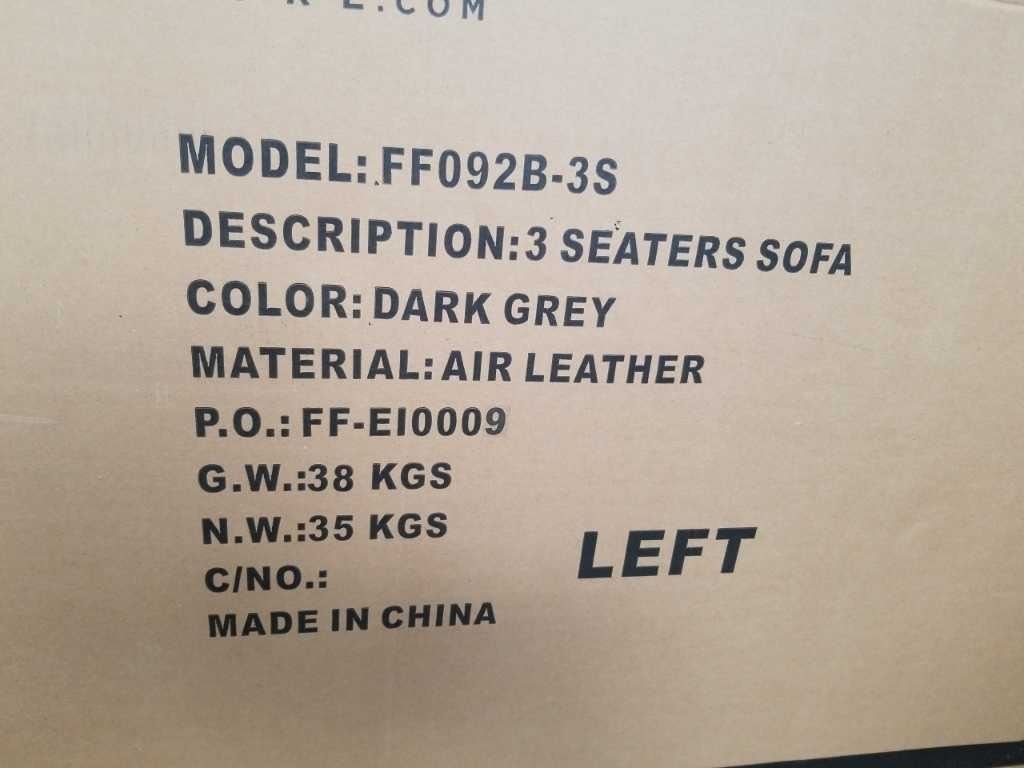 .COM
MODEL: FF092B-3S
DESCRIPTION:3 SEATERS SOFA
COLOR: DARK GREY
MATERIAL: AIR LEATHER
P.O.: FF-EI0009
G.W.:38 KGS
N.W.:35 KGS
LEFT
C/NO.:
MADE IN CHINA